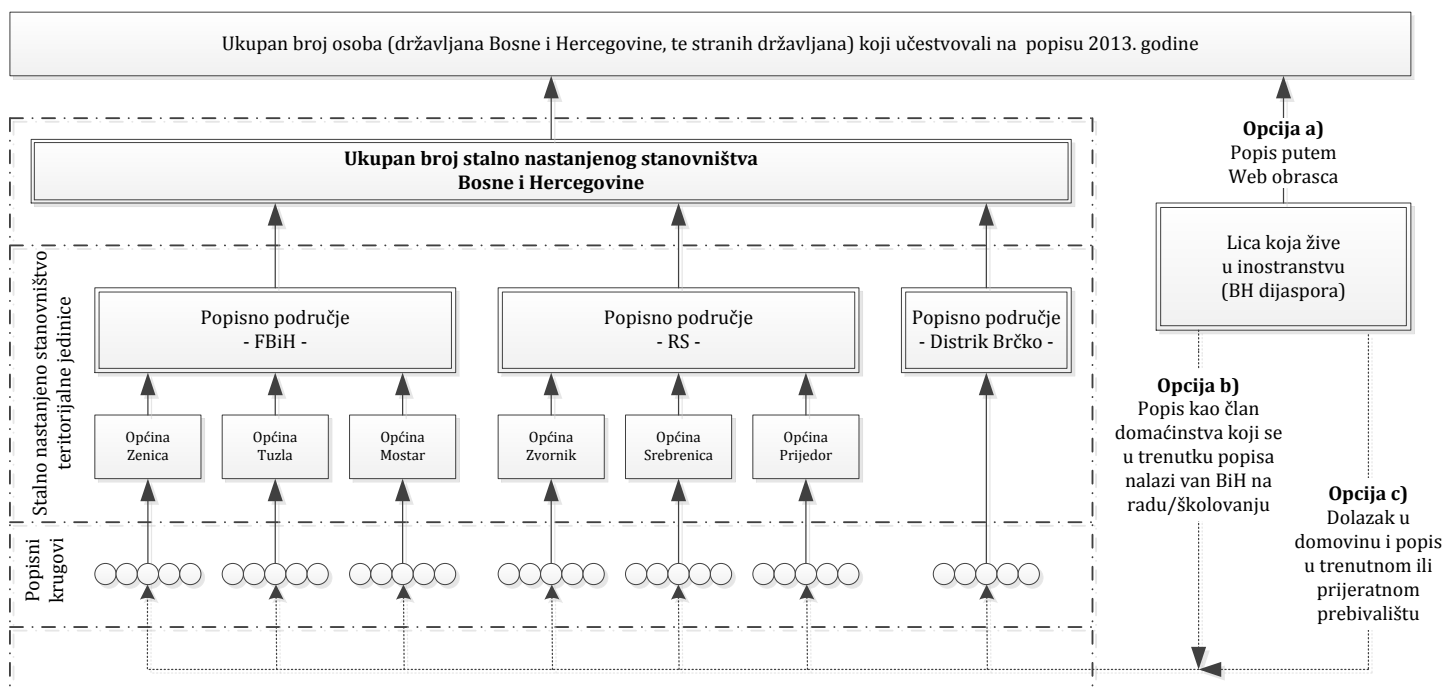 Ukupan broj osoba (državljana Bosne i Hercegovine, te stranih državljana) koji učestvovali na popisu 2013. godine
Ukupan broj stalno nastanjenog stanovništva
Bosne i Hercegovine
Opcija a)
Popis putem
Web obrasca
Lica koja žive
u inostranstvu
(BH dijaspora)
Stalno nastanjeno stanovništvo
teritorijalne jedinice
Popisno područje
- FBiH -
Popisno područje
- RS -
Popisno područje
- Distrik Brčko -
Općina
Zenica
Općina
Tuzla
Općina
Mostar
Općina
Zvornik
Općina
Srebrenica
Općina
Prijedor
Opcija b)
Popis kao član
domaćinstva koji se
u trenutku popisa
nalazi van BiH na
radu/školovanju
Opcija c)
Dolazak u
domovinu i popis
u trenutnom ili
prijeratnom
prebivalištu
Popisni
krugovi